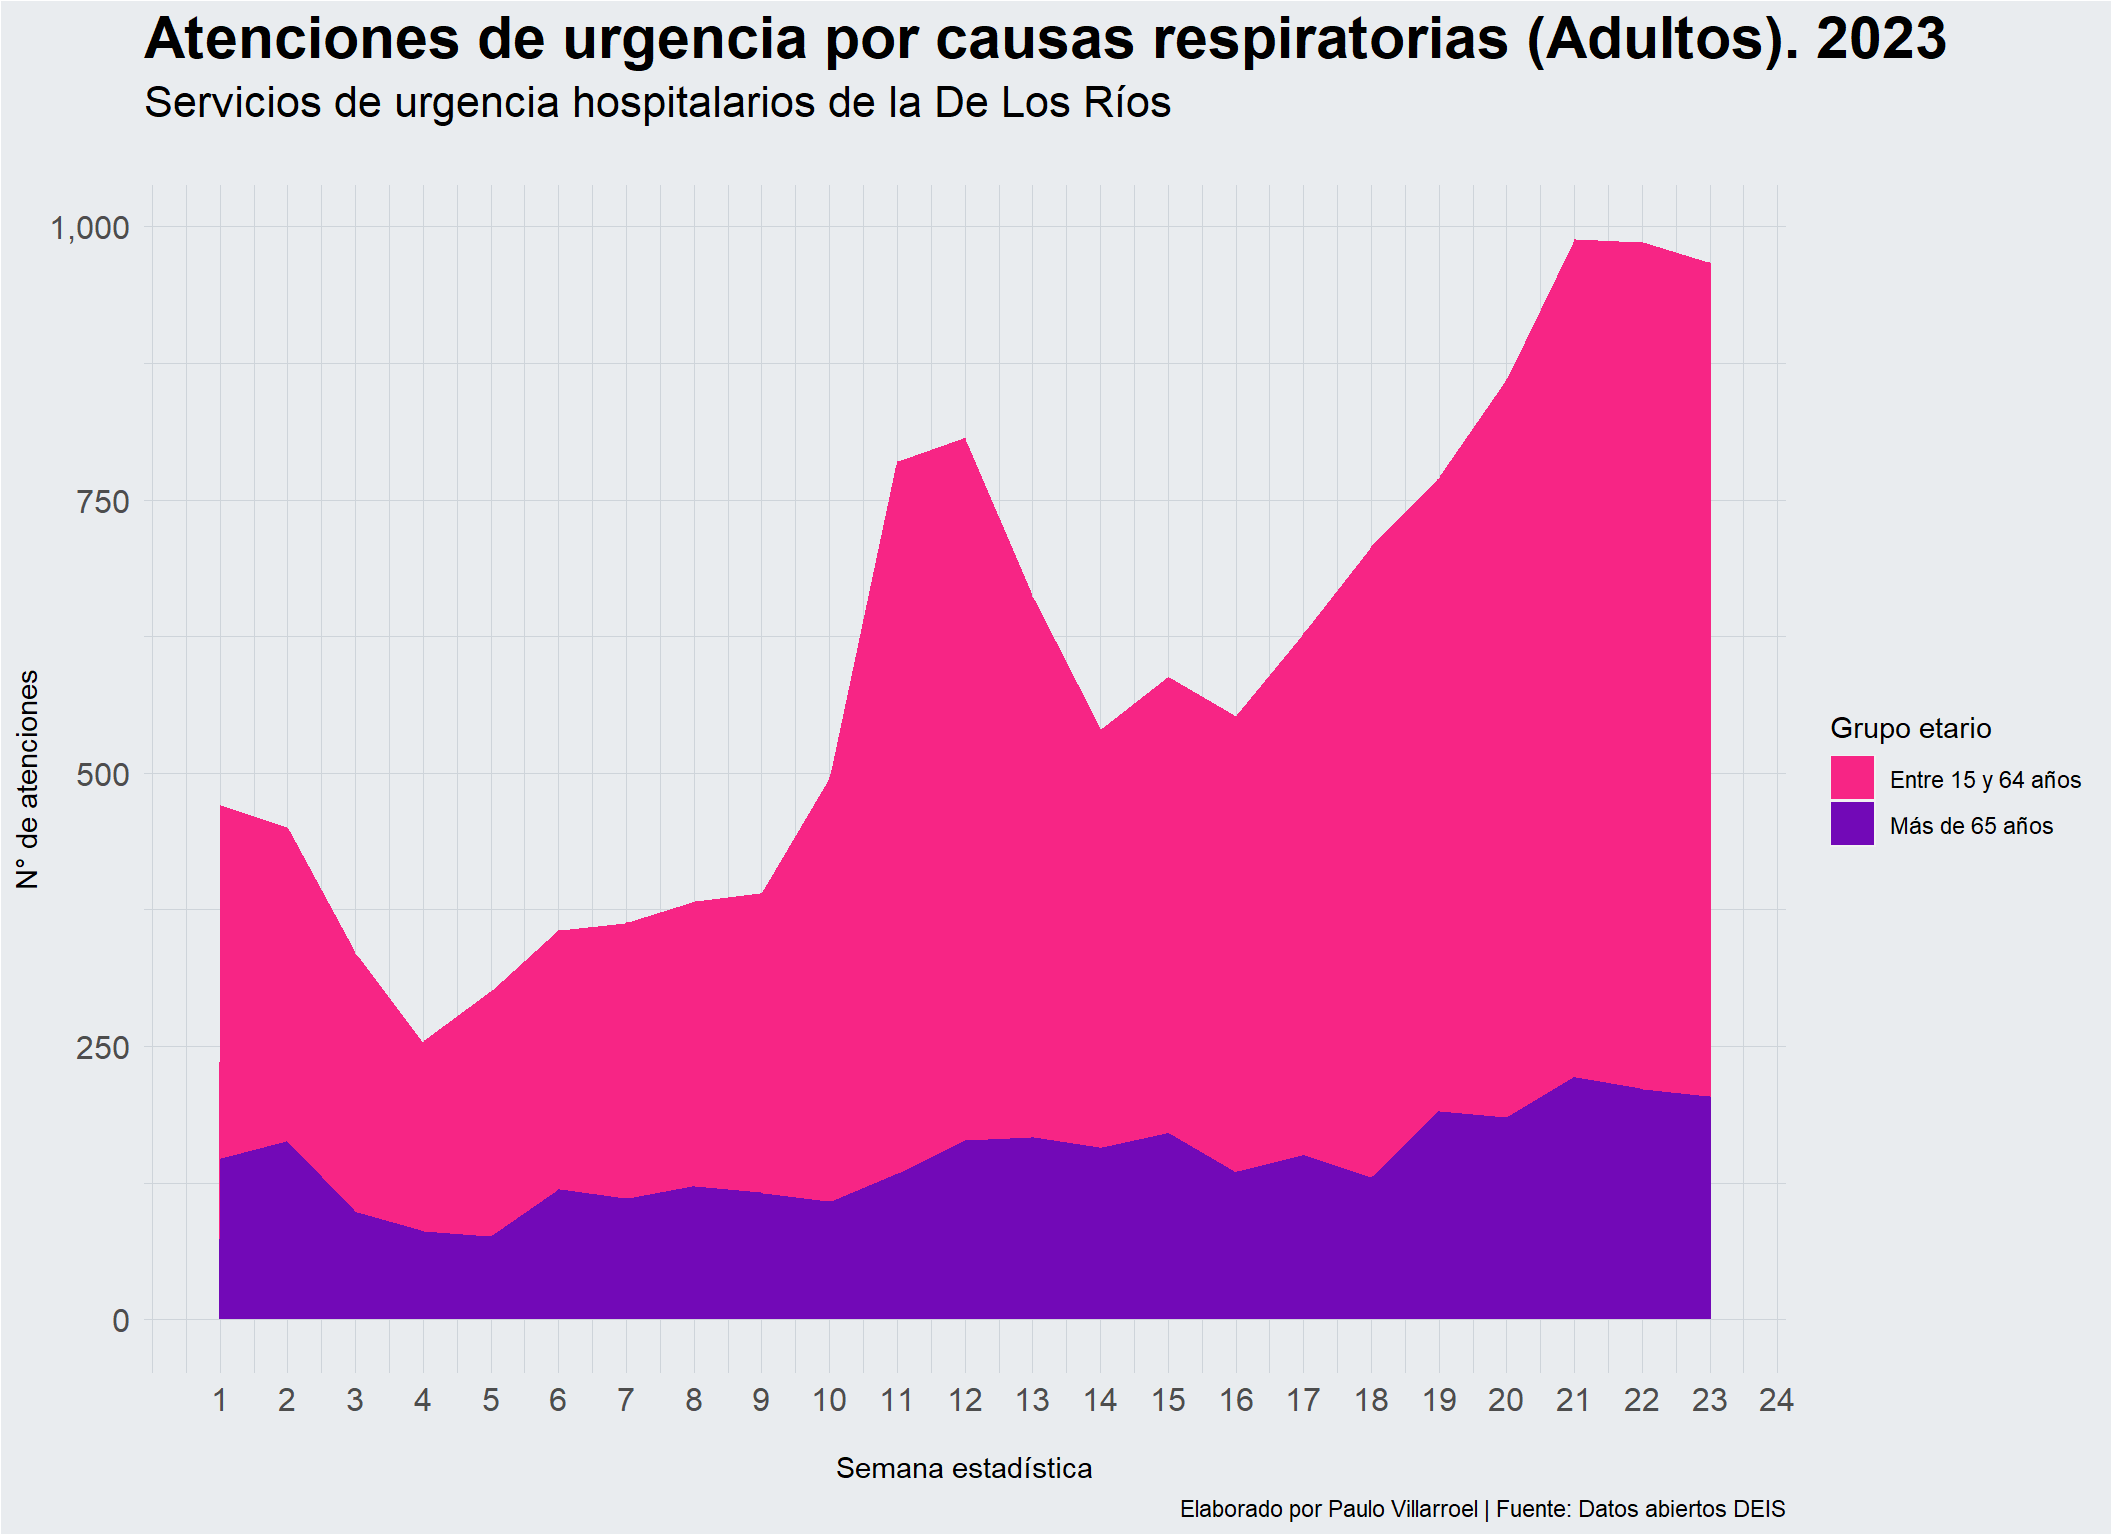 Atenciones de urgencia por causas respiratorias (Adultos). 2023
Servicios de urgencia hospitalarios de la De Los Ríos
1,000
750
500
250
0
N° de atenciones
1 2 3 4 5 6 7 8 9 10 11 12 13 14 15 16 17 18 19 20 21 22 23 24
Semana estadística
Grupo etario
Entre 15 y 64 años
Más de 65 años
Elaborado por Paulo Villarroel | Fuente: Datos abiertos DEIS